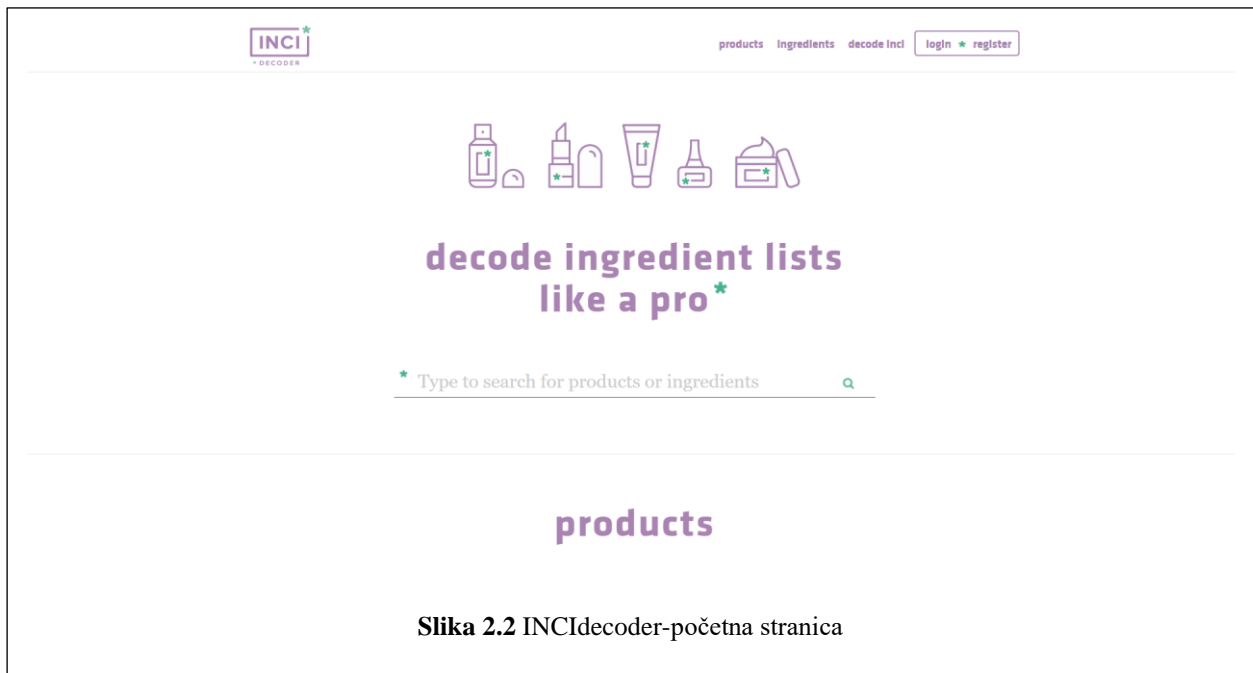 INCI*
* DECODER
products ingredients decode inci login * register
decode ingredient lists
like a pro*
* Type to search for products or ingredients
products
Slika 2.2 INCIdecoder-početna stranica